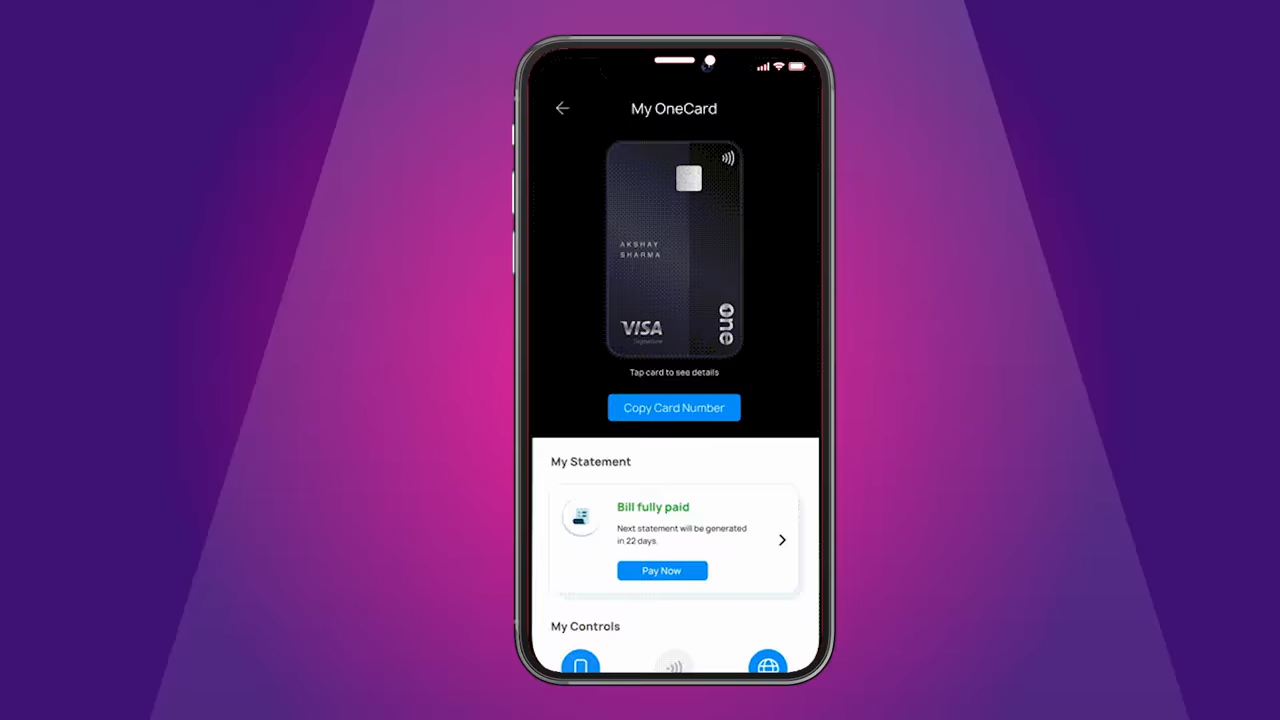 My OneCard
AKSHAY
SHARMA
VISA
Signature
one
Tap card to see details
Copy Card Number
My Statement
Bill fully paid
Next statement will be generated
in 22 days.
Pay Now
My Controls